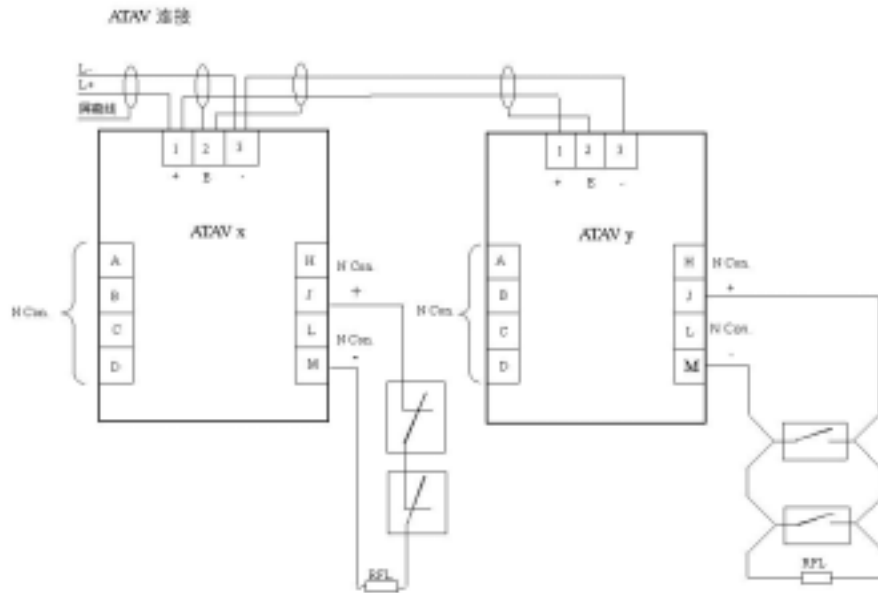 ATAV 连接
L-
L+
屏蔽线
1 2 3
+ E -
ATAV x
A
B
C
D
N Con.
H
J
L
M
N Con.
+
N Con.
-
RFL
1 2 3
+ E -
ATAV y
A
B
C
D
N Con.
H
J
L
M
N Con.
+
N Con.
-
RFL